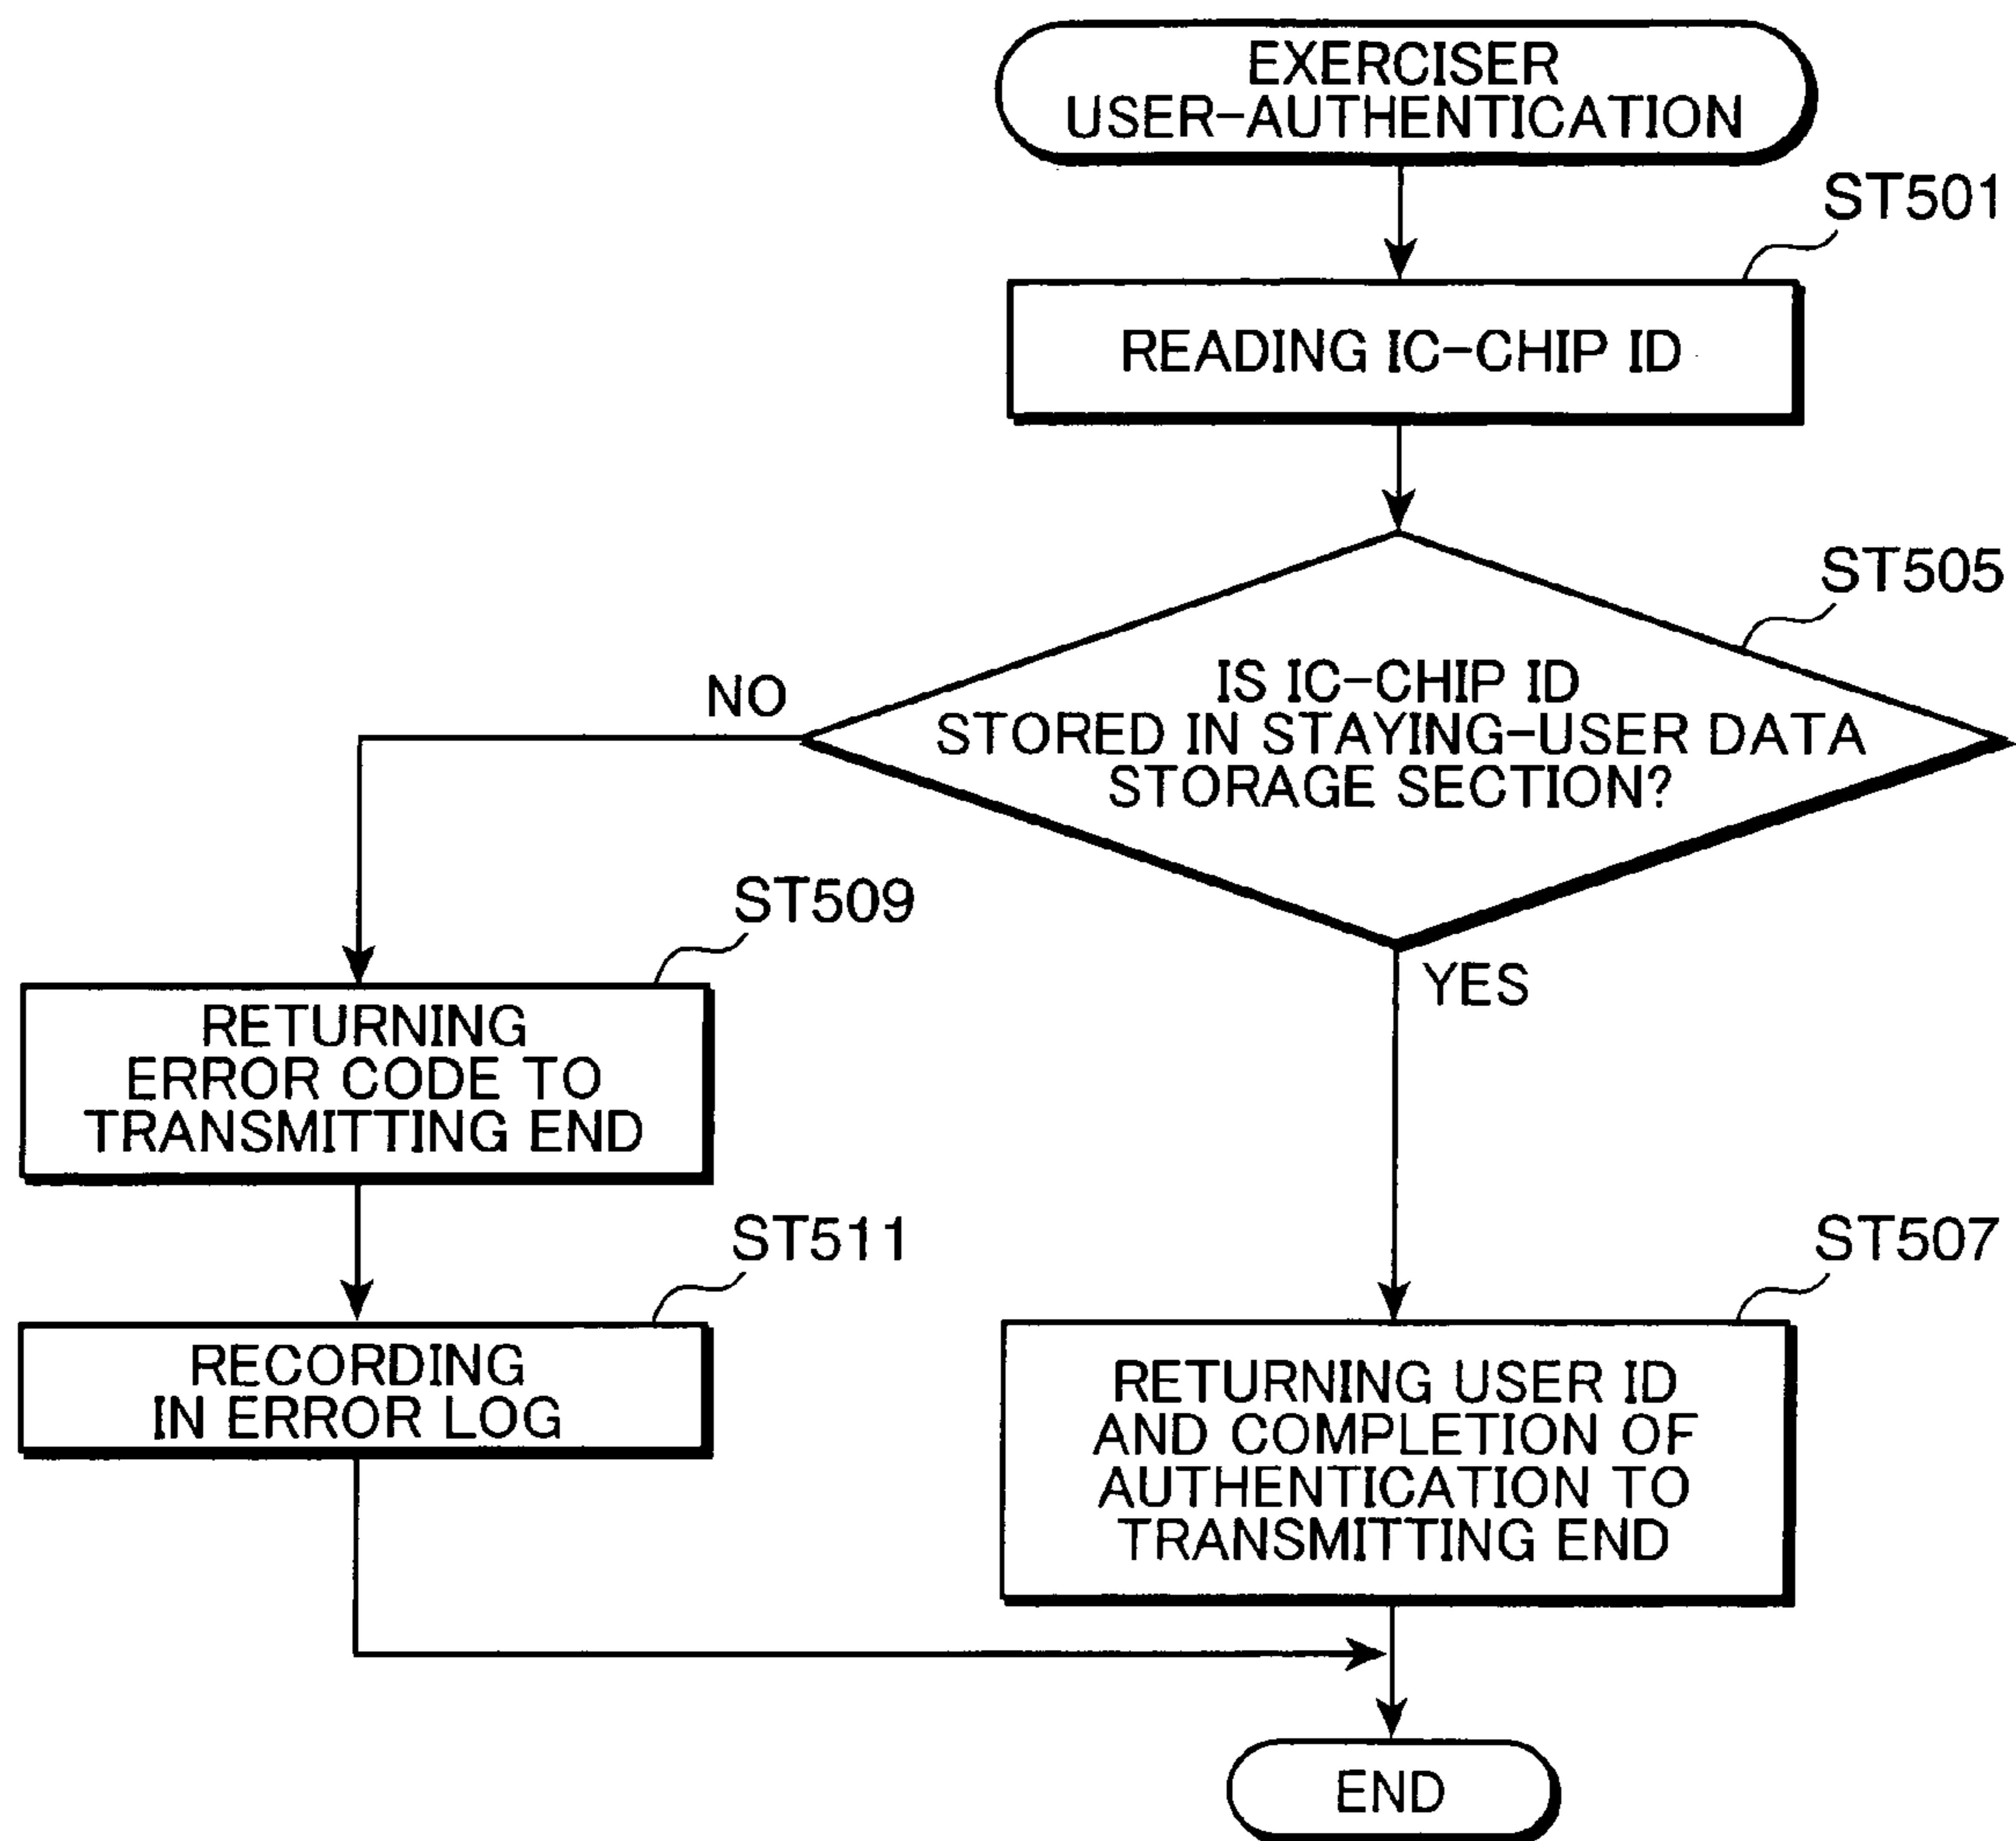 EXERCISER
USER-AUTHENTICATION
ST501
READING IC-CHIP ID
ST505
IS IC-CHIP ID
STORED IN STAYING-USER DATA
STORAGE SECTION?
NO
YES
ST509
RETURNING
ERROR CODE TO
TRANSMITTING END
ST511
RECORDING
IN ERROR LOG
ST507
RETURNING USER ID
AND COMPLETION OF
AUTHENTICATION TO
TRANSMITTING END
END